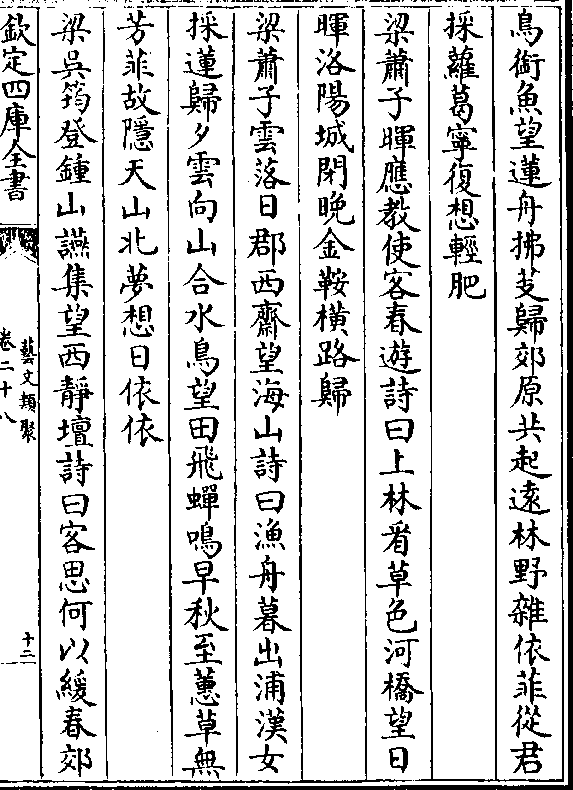 鳥銜魚望蓮舟拂芰歸郊原共超遠林野雜依菲從君
採蘿葛寧復想輕肥
梁蕭子暉應教使客春遊詩曰上林看草色河橋望日
暉洛陽城閉晚金鞍橫路歸
梁蕭子雲落日郡西齋望海山詩曰漁舟暮出浦漢女
採蓮歸夕雲向山合水鳥望田飛蟬鳴早秋至蕙草無
芳菲故隱天山北夢想日依依
梁吳筠登鍾山讌集望西靜壇詩曰客思何以緩春郊
欽定四庫全書
藝文類聚
卷二十八
十二